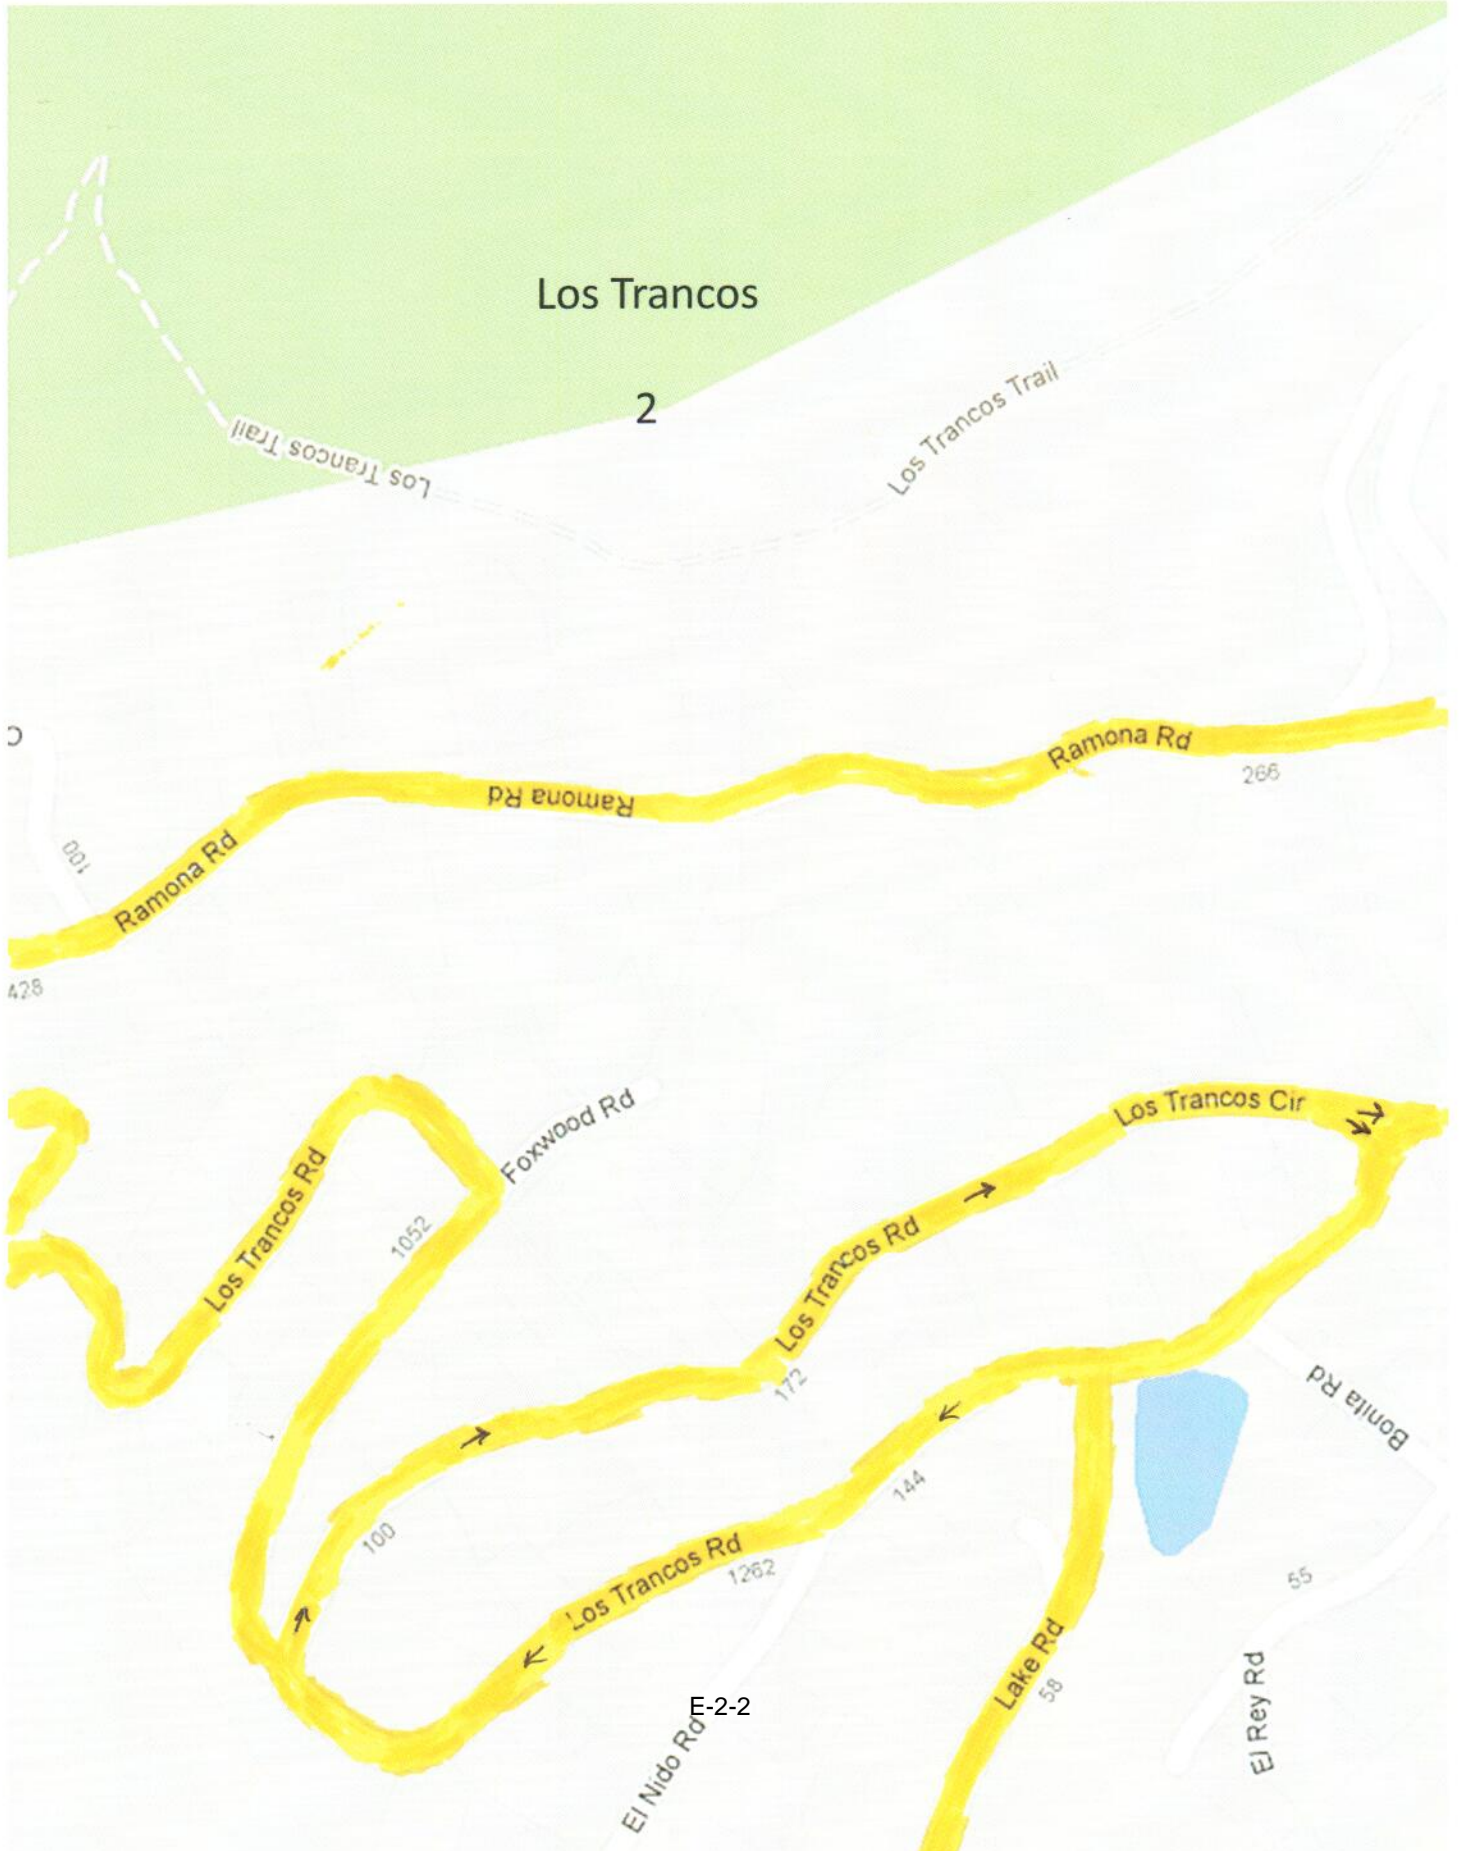 Los Trancos
2
Los Trancos Trail
Los Trancos Trail
Ramona Rd
266
Ramona Rd
100
Ramona Rd
428
Los Trancos Cir
Foxwood Rd
Los Trancos Rd
1052
Los Trancos Rd
172
Bonita Rd
144
100
Los Trancos Rd
1262
55
Lake Rd
58
E-2-2
El Rey Rd
El Nido Rd